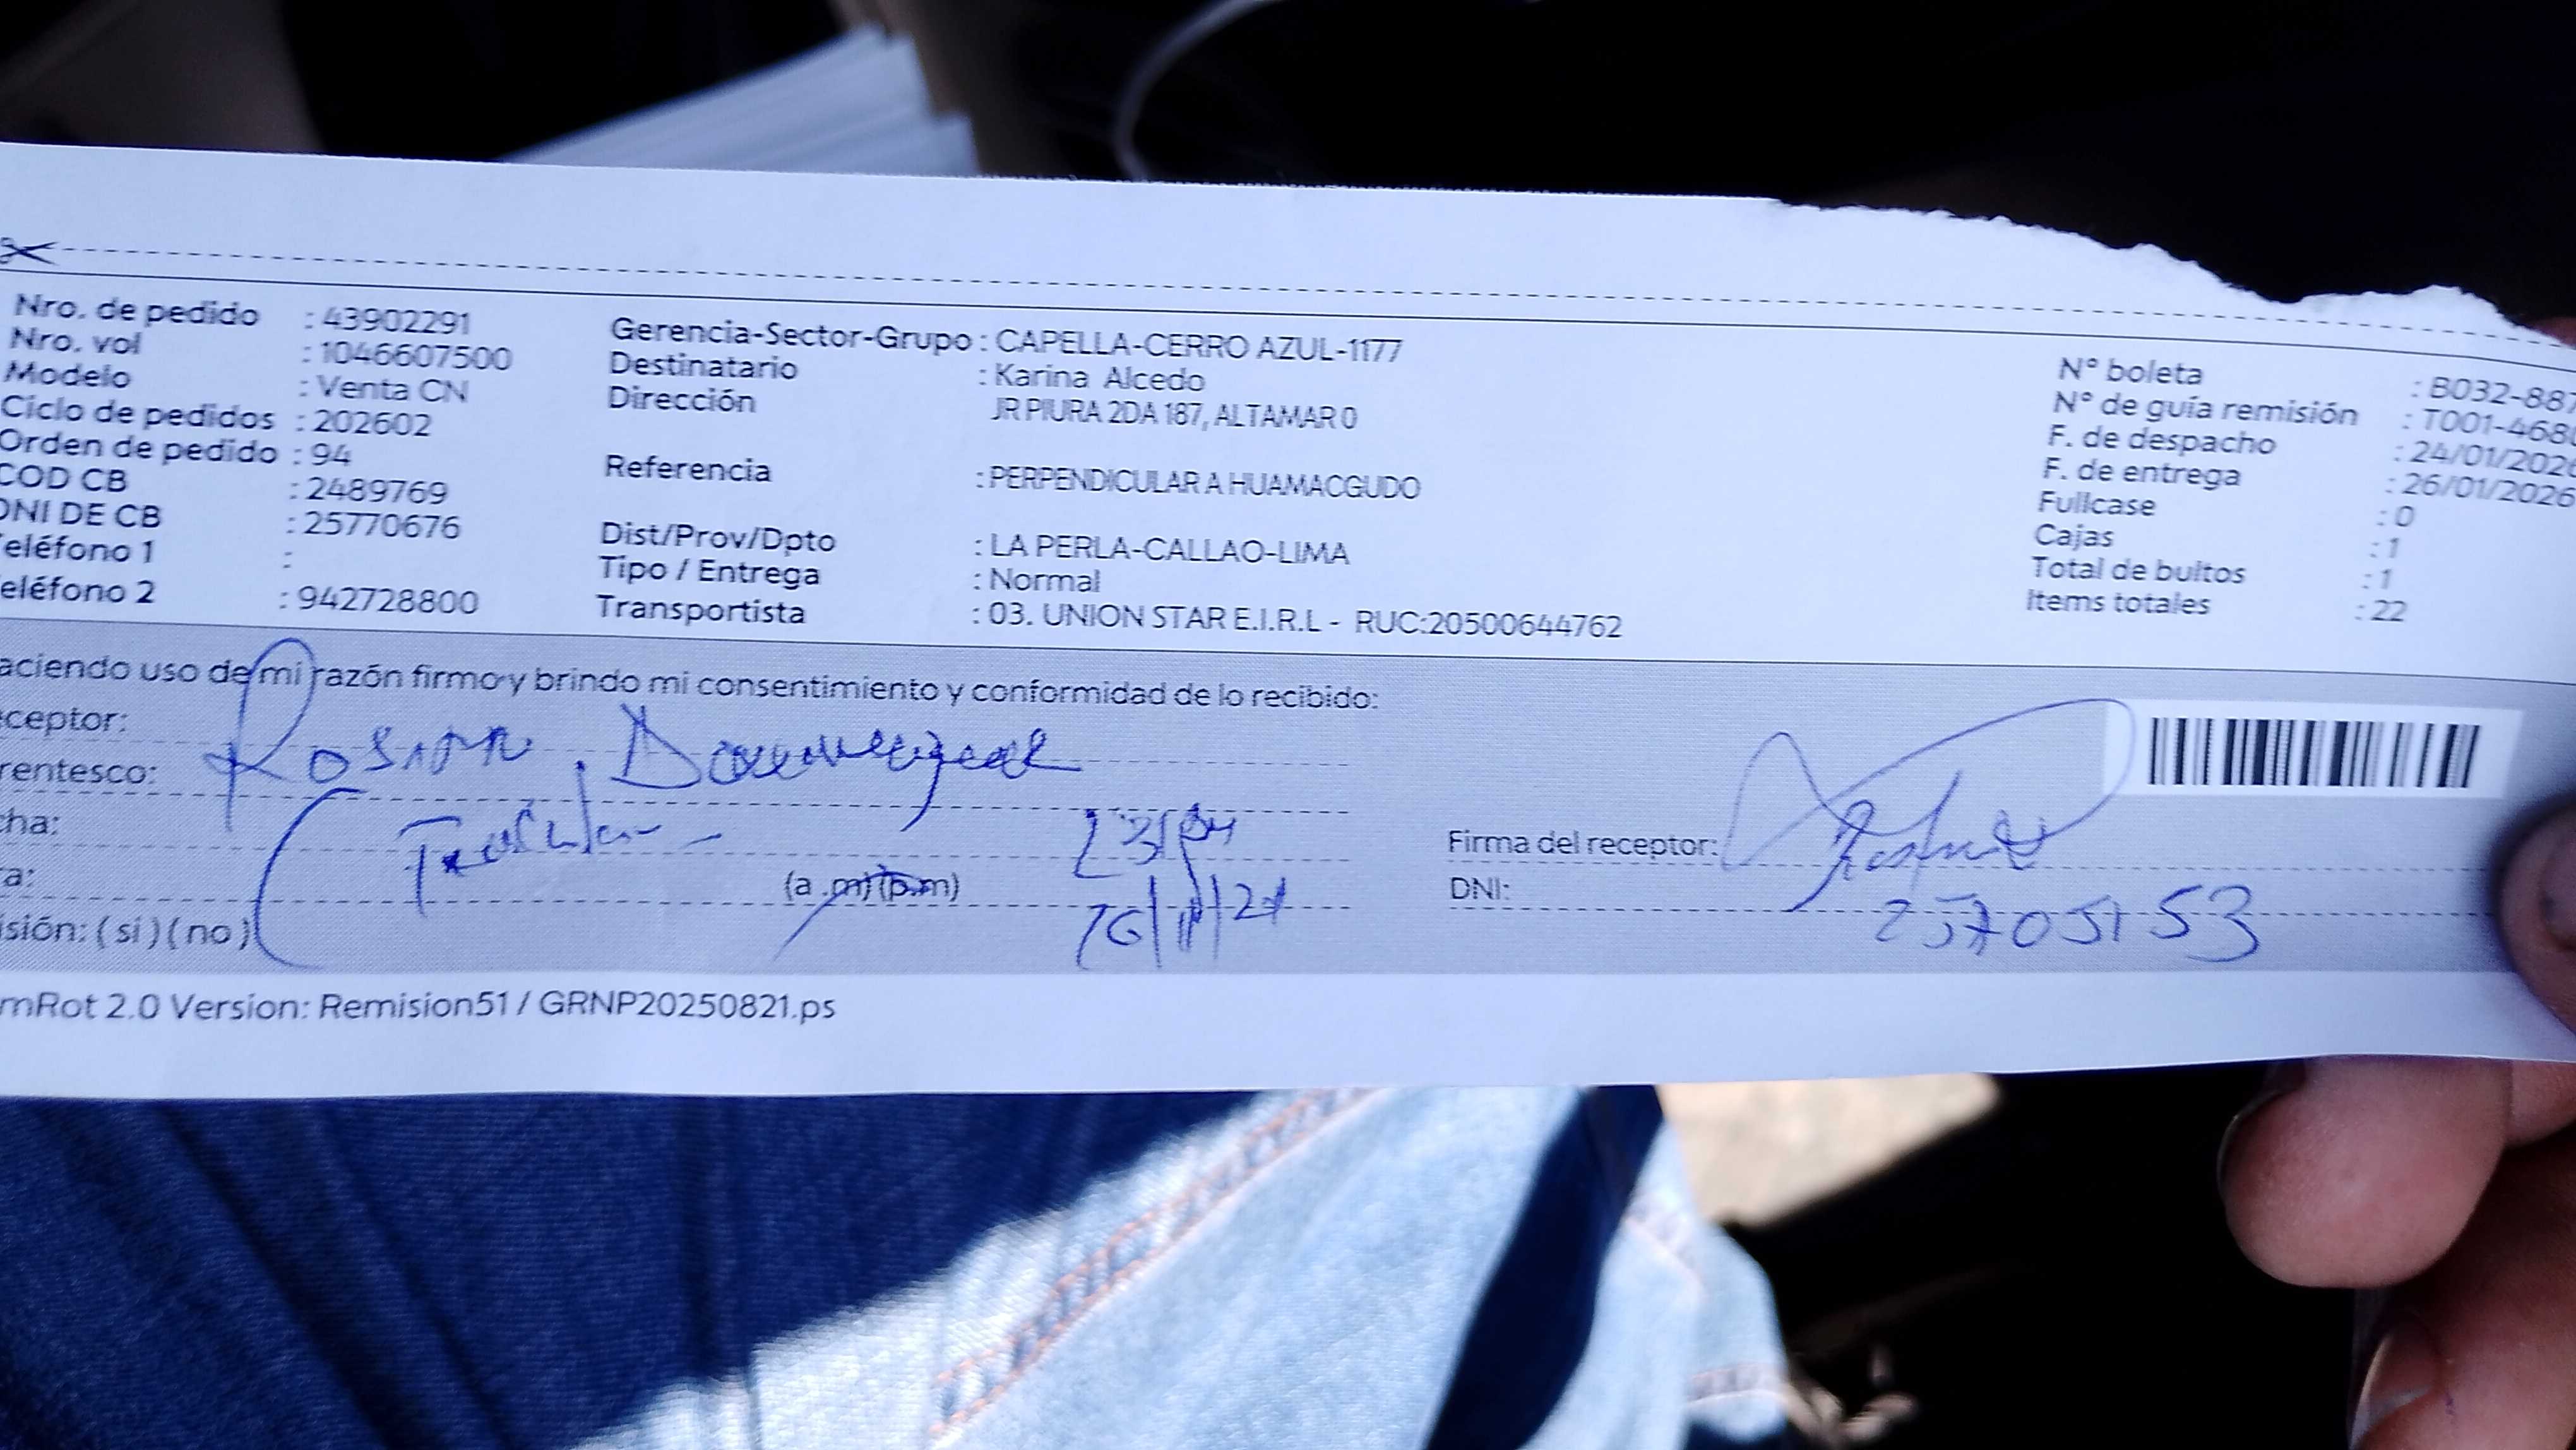 Nro. de pedido : 43902291
Nro. vol : 1046607500
Modelo : Venta CN
Ciclo de pedidos : 202602
Orden de pedido : 94
COD CB : 2489769
DNI DE CB : 25770676
eléfono 1 :
eléfono 2 : 942728800
Gerencia-Sector-Grupo : CAPELLA-CERRO AZUL-1177
Destinatario : Karina Alcedo
Dirección JR PIURA 2DA 187, ALTAMAR 0
Referencia : PERPENDICULAR A HUAMACGUDO
Dist/Prov/Dpto : LA PERLA-CALLAO-LIMA
Tipo / Entrega : Normal
Transportista : 03. UNION STAR E.I.R.L - RUC:20500644762
N° boleta : B032-887
N° de guía remisión : T001-468
F. de despacho : 24/01/2026
F. de entrega : 26/01/2026
Fullcase : 0
Cajas : 1
Total de bultos : 1
Items totales : 22
aciendo uso de mi razón firmo y brindo mi consentimiento y conformidad de lo recibido:
ceptor:
rentesco:
cha:
a: (a .m)(p.m)
sión: ( si ) ( no )
Firma del receptor:
DNI: 25705153
mRot 2.0 Version: Remision51 / GRNP20250821.ps